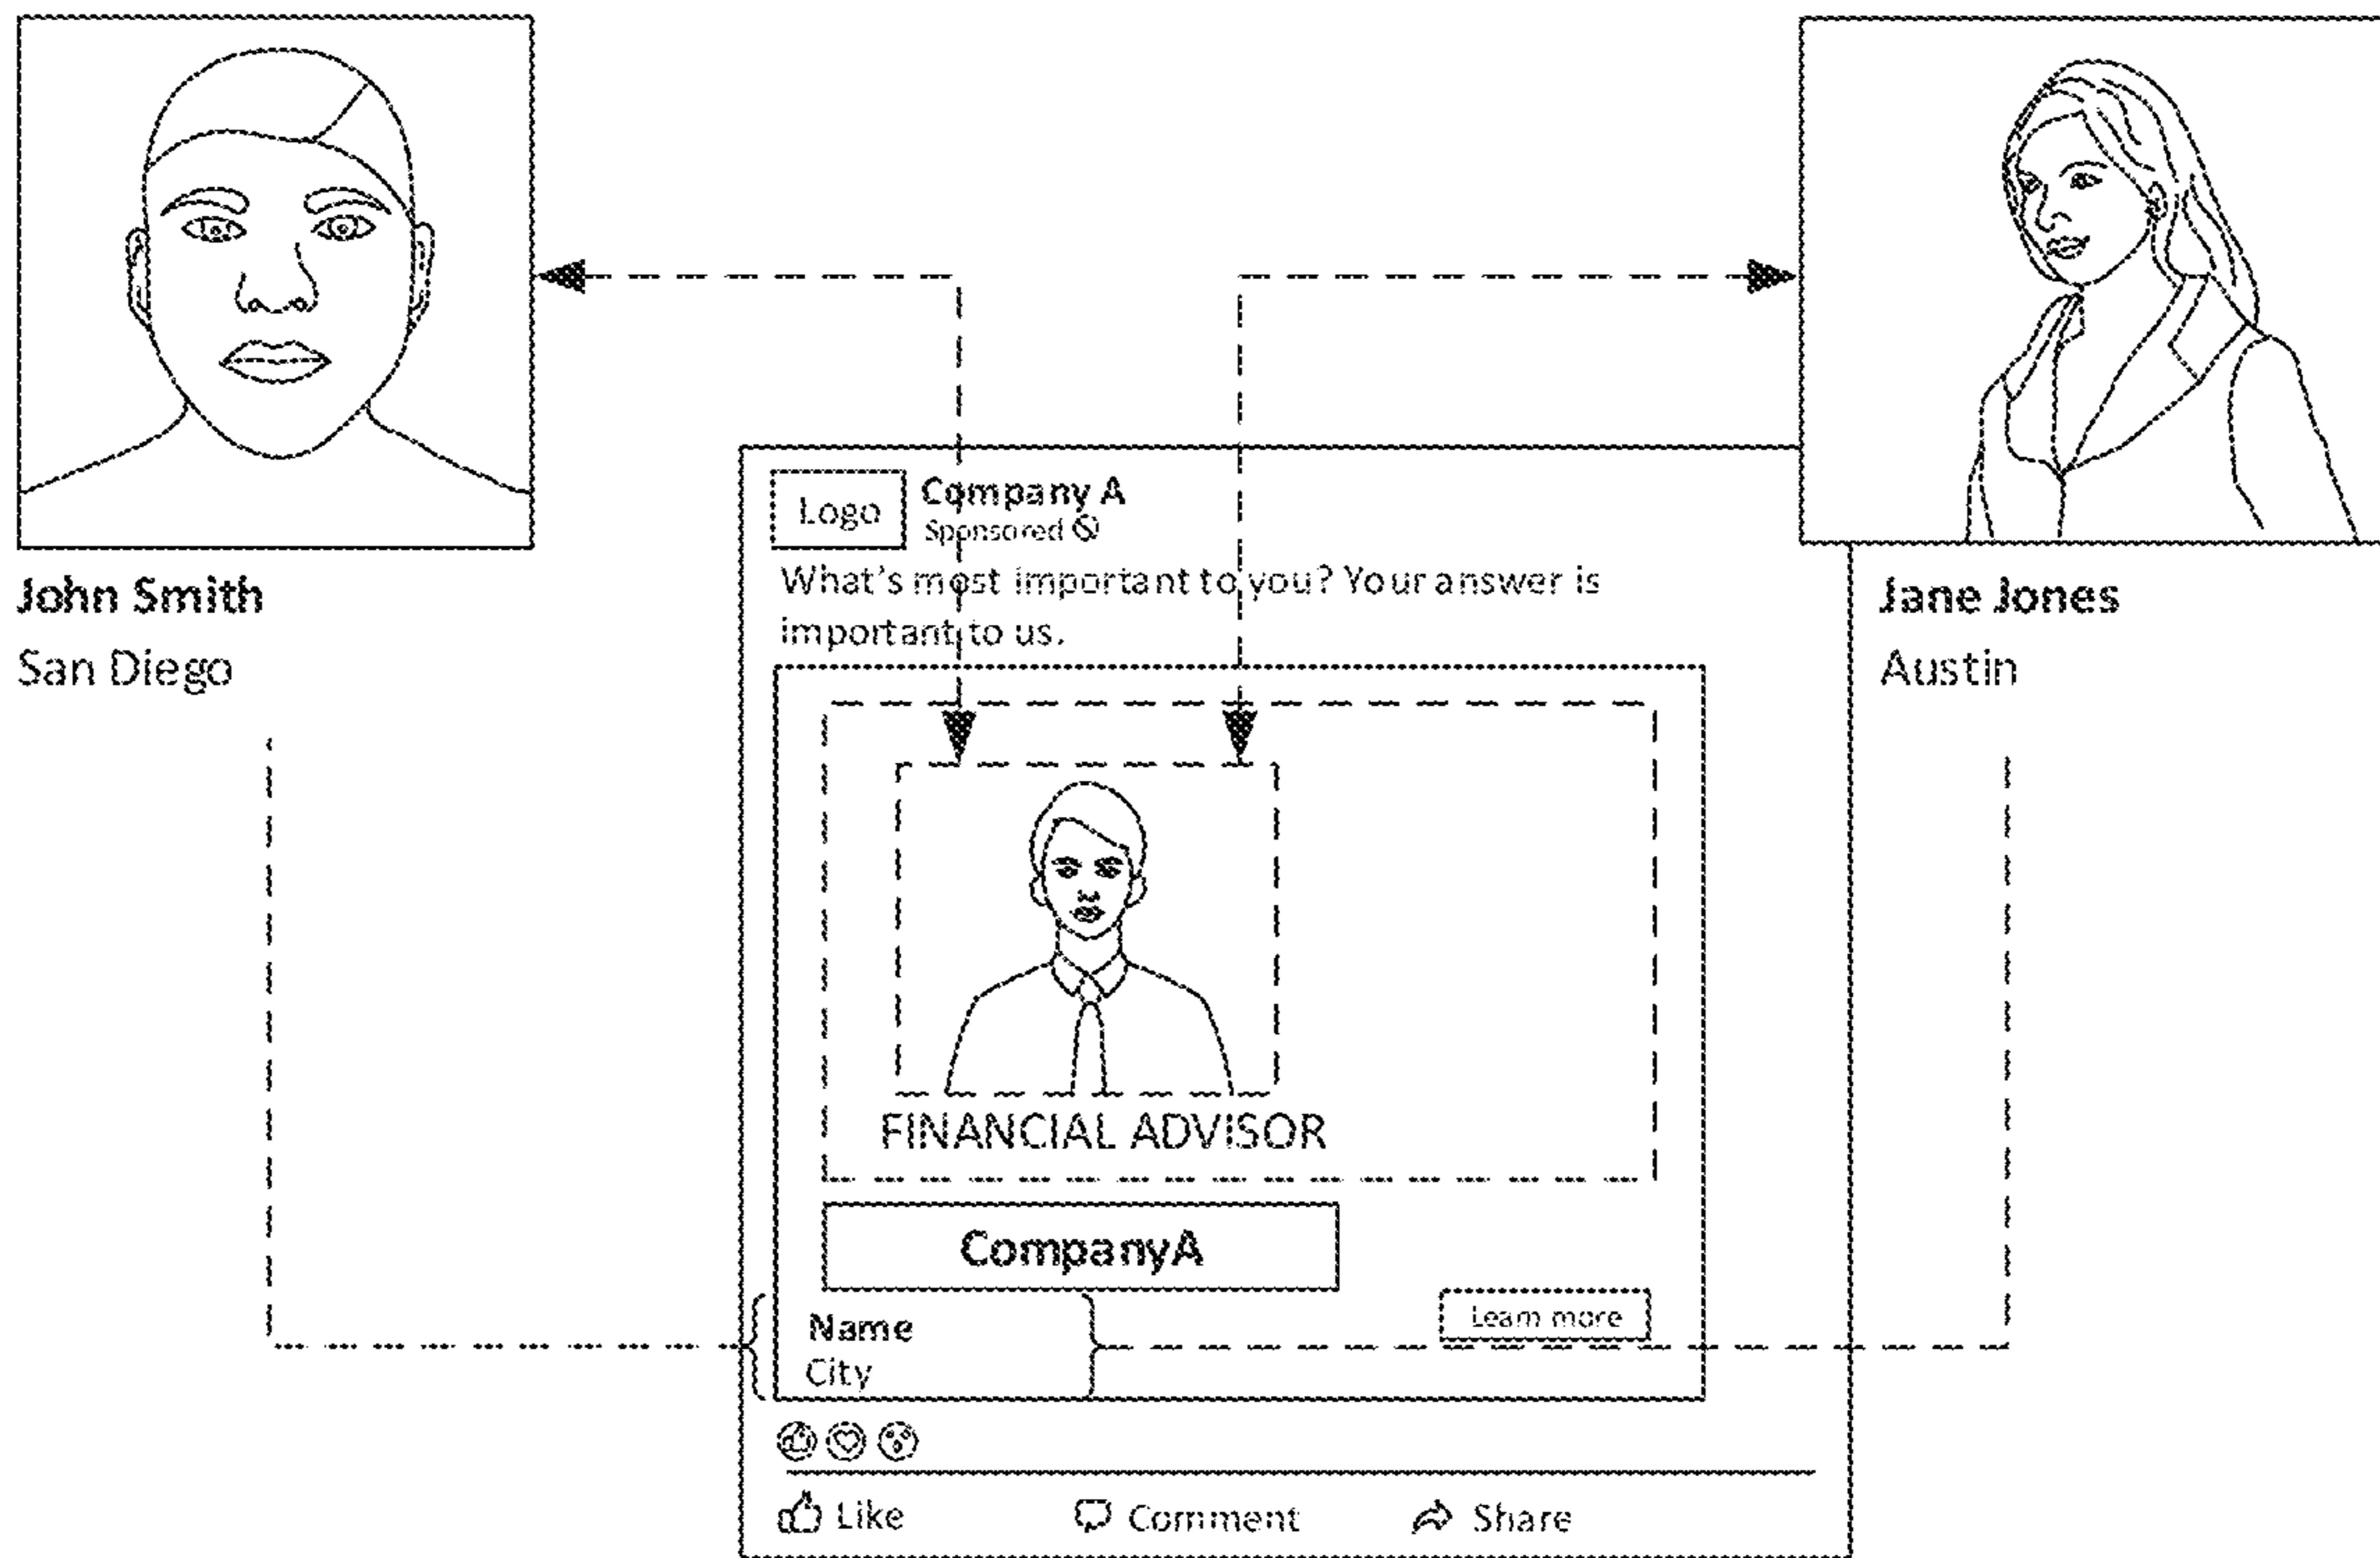 Logo
Company A
Sponsored
What's most important to you? Your answer is
important to us.
John Smith
San Diego
Jane Jones
Austin
FINANCIAL ADVISOR
CompanyA
Learn more
Name
City
Like
Comment
Share